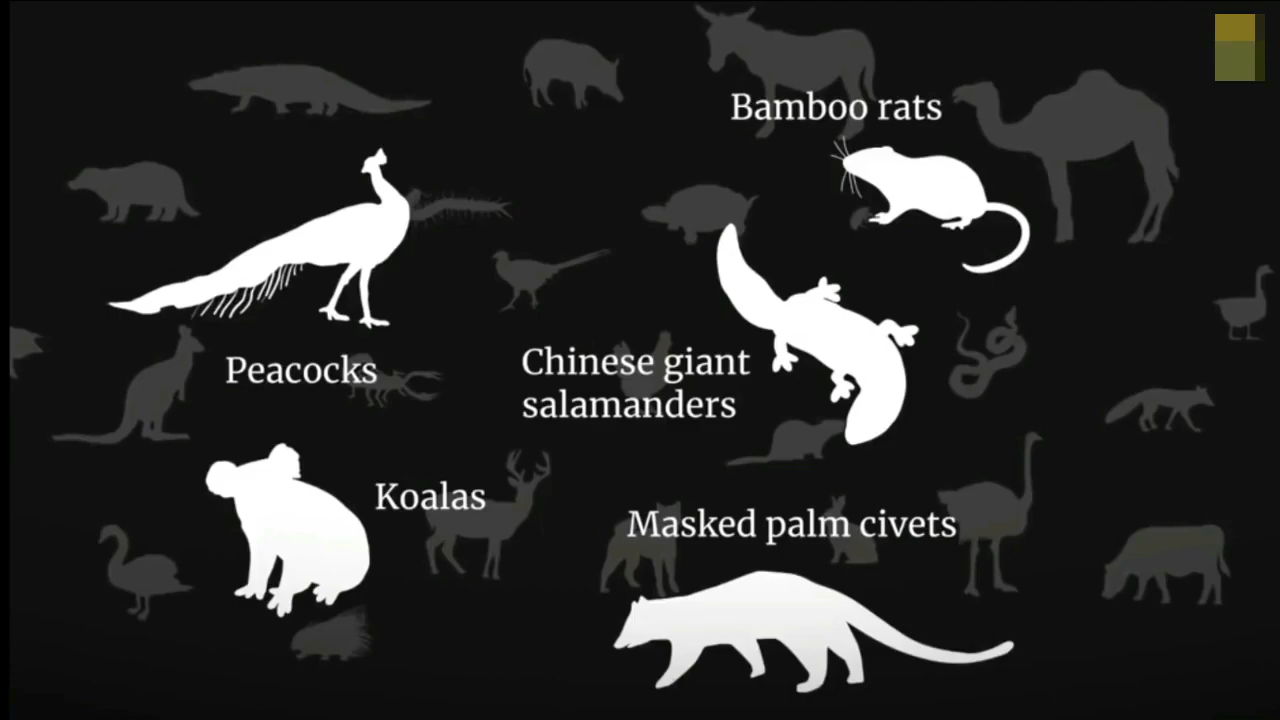 Bamboo rats
Peacocks
Chinese giant
salamanders
Koalas
Masked palm civets